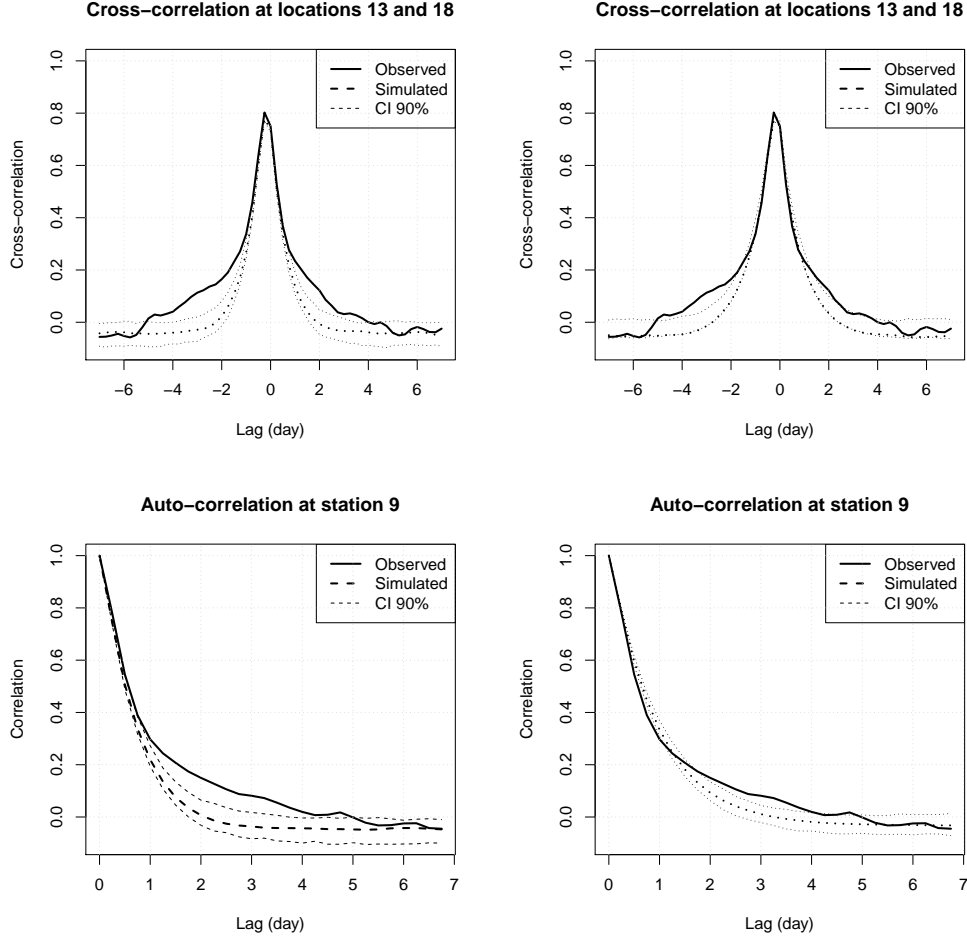 Cross−correlation at locations 13 and 18
Cross−correlation
1.0
0.8
0.6
0.4
0.2
0.0
−6 −4 −2 0 2 4 6
Lag (day)
Observed
Simulated
CI 90%
Cross−correlation at locations 13 and 18
Cross−correlation
1.0
0.8
0.6
0.4
0.2
0.0
−6 −4 −2 0 2 4 6
Lag (day)
Observed
Simulated
CI 90%
Auto−correlation at station 9
Correlation
1.0
0.8
0.6
0.4
0.2
0.0
0 1 2 3 4 5 6 7
Lag (day)
Observed
Simulated
CI 90%
Auto−correlation at station 9
Correlation
1.0
0.8
0.6
0.4
0.2
0.0
0 1 2 3 4 5 6 7
Lag (day)
Observed
Simulated
CI 90%